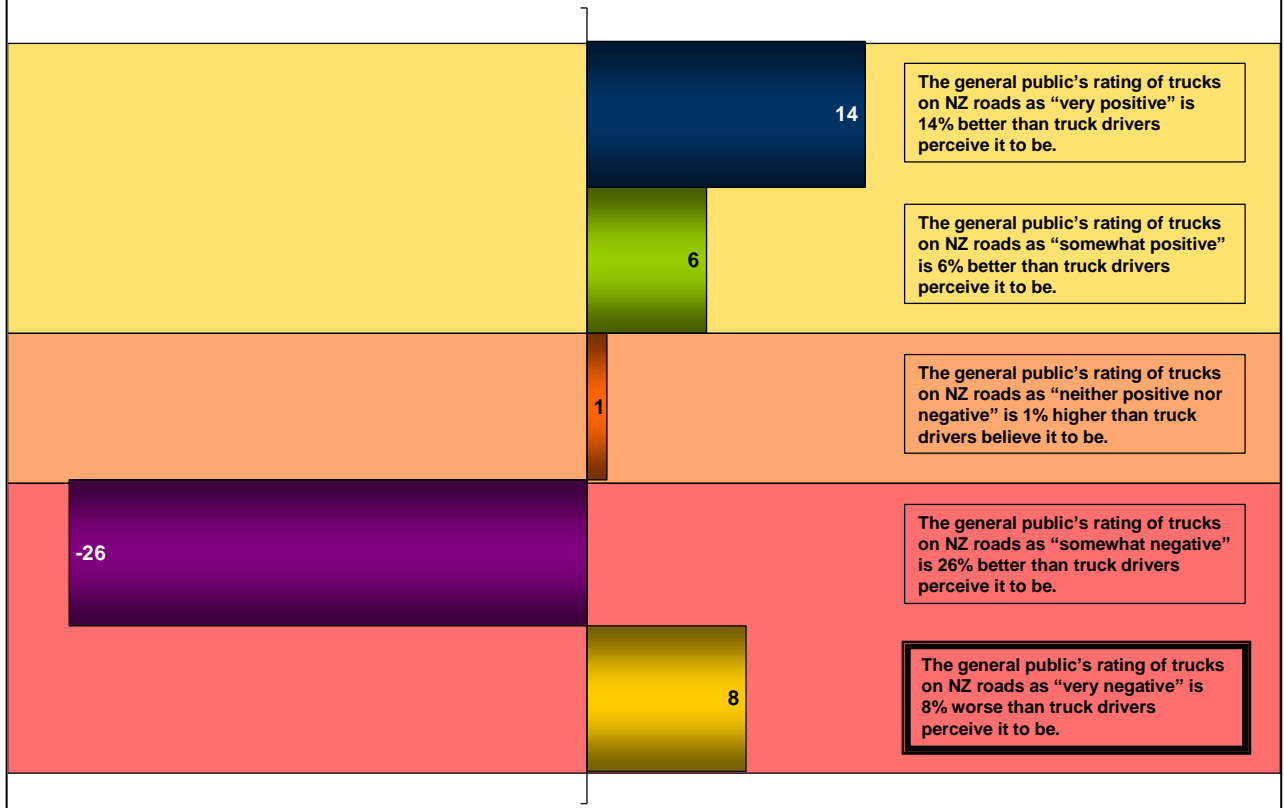 14
The general public’s rating of trucks
on NZ roads as “very positive” is
14% better than truck drivers
perceive it to be.
6
The general public’s rating of trucks
on NZ roads as “somewhat positive”
is 6% better than truck drivers
perceive it to be.
1
The general public’s rating of trucks
on NZ roads as “neither positive nor
negative” is 1% higher than truck
drivers believe it to be.
-26
The general public’s rating of trucks
on NZ roads as “somewhat negative”
is 26% better than truck drivers
perceive it to be.
8
The general public’s rating of trucks
on NZ roads as “very negative” is
8% worse than truck drivers
perceive it to be.